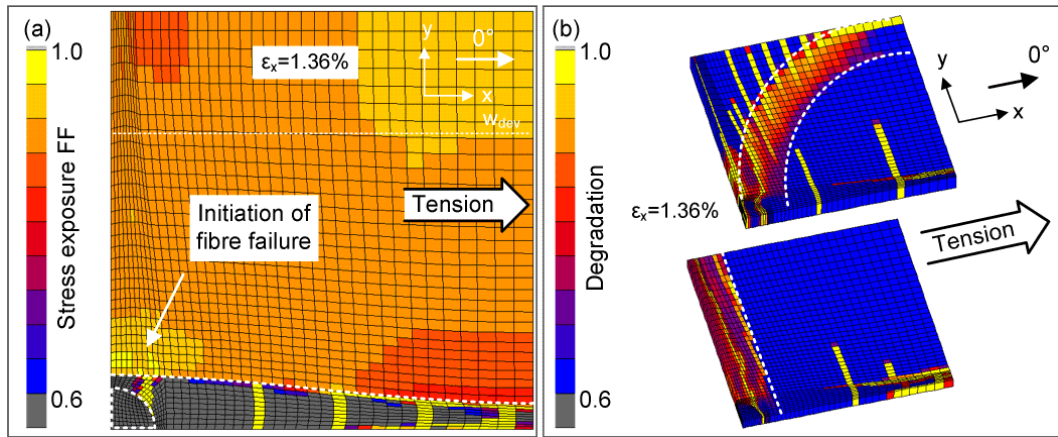 (a)
1.0
Stress exposure FF
0.6
εx=1.36%
0°
y
x
wdev
Tension
Initiation of
fibre failure
(b)
1.0
Degradation
0.6
y
x
0°
εx=1.36%
Tension